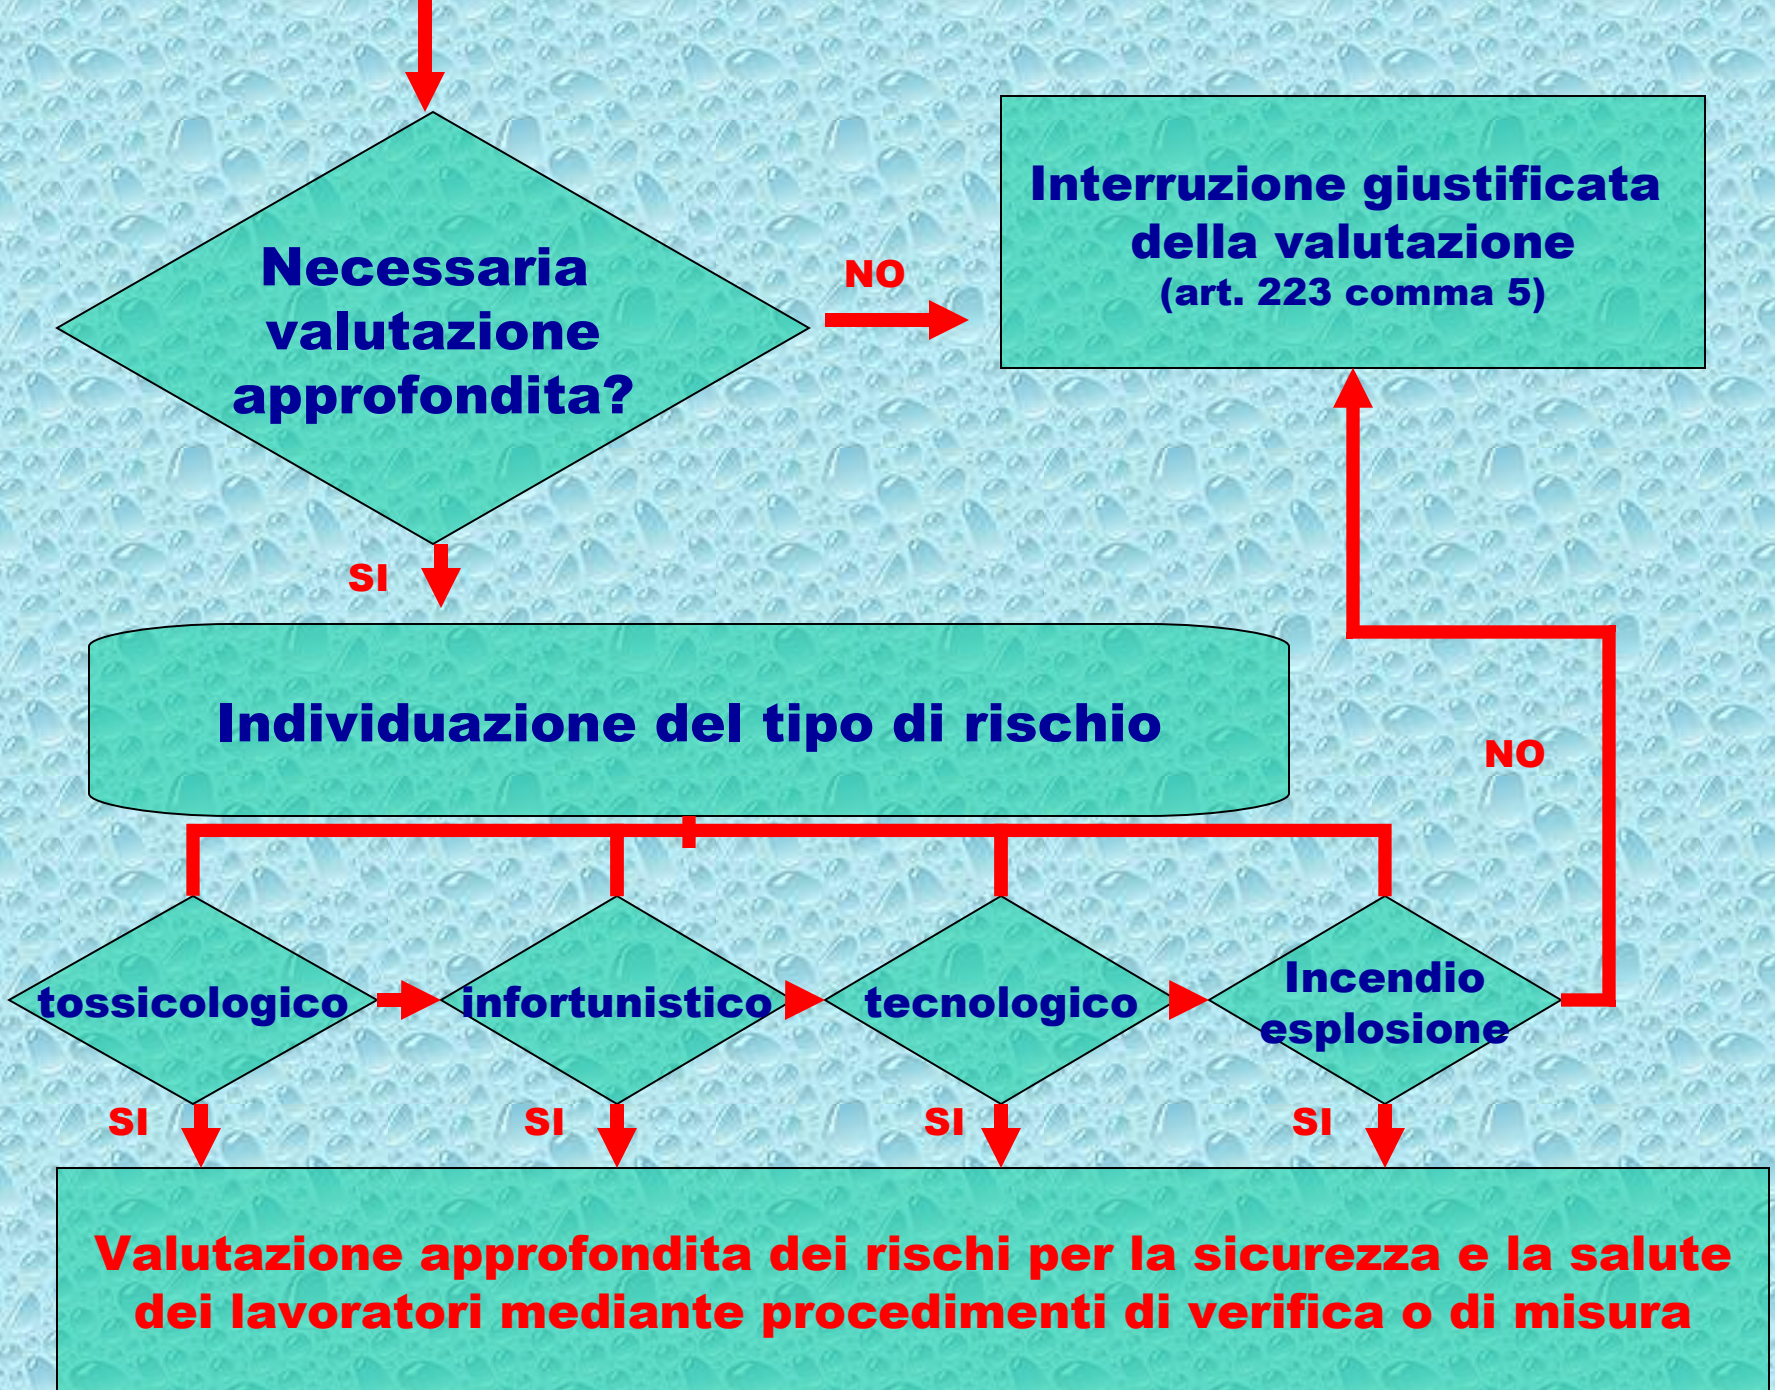 Necessaria
valutazione
approfondita?
NO
Interruzione giustificata
della valutazione
(art. 223 comma 5)
SI
Individuazione del tipo di rischio
NO
tossicologico
infortunistico
tecnologico
Incendio
esplosione
SI
SI
SI
SI
Valutazione approfondita dei rischi per la sicurezza e la salute
dei lavoratori mediante procedimenti di verifica o di misura